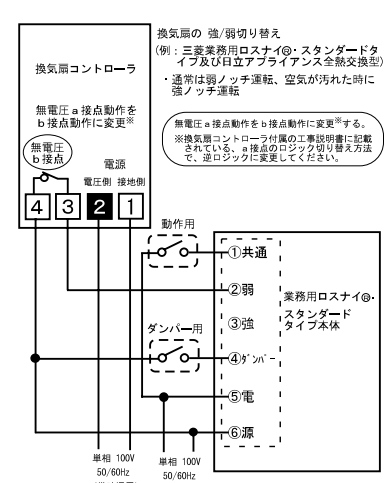 換気扇の 強/弱切り替え
(例:三菱業務用ロスナイ®・スタンダードタ
イプ及び日立アプライアンス全熱交換型)
・通常は弱ノッチ運転、空気が汚れた時に
強ノッチ運転
換気扇コントローラ
無電圧a接点動作を
b接点動作に変更※
無電圧
b接点
電源
電圧側 接地側
4 3 2 1
無電圧a接点動作をb接点動作に変更※する。
※換気扇コントローラ付属の工事説明書に記載
されている、a接点のロジック切り替え方法
で、逆ロジックに変更してください。
動作用
ダンパー用
①共通
②弱
③強
④ダンパー
⑤電
⑥源
業務用ロスナイ®・
スタンダード
タイプ本体
単相 100V
50/60Hz
単相 100V
50/60Hz